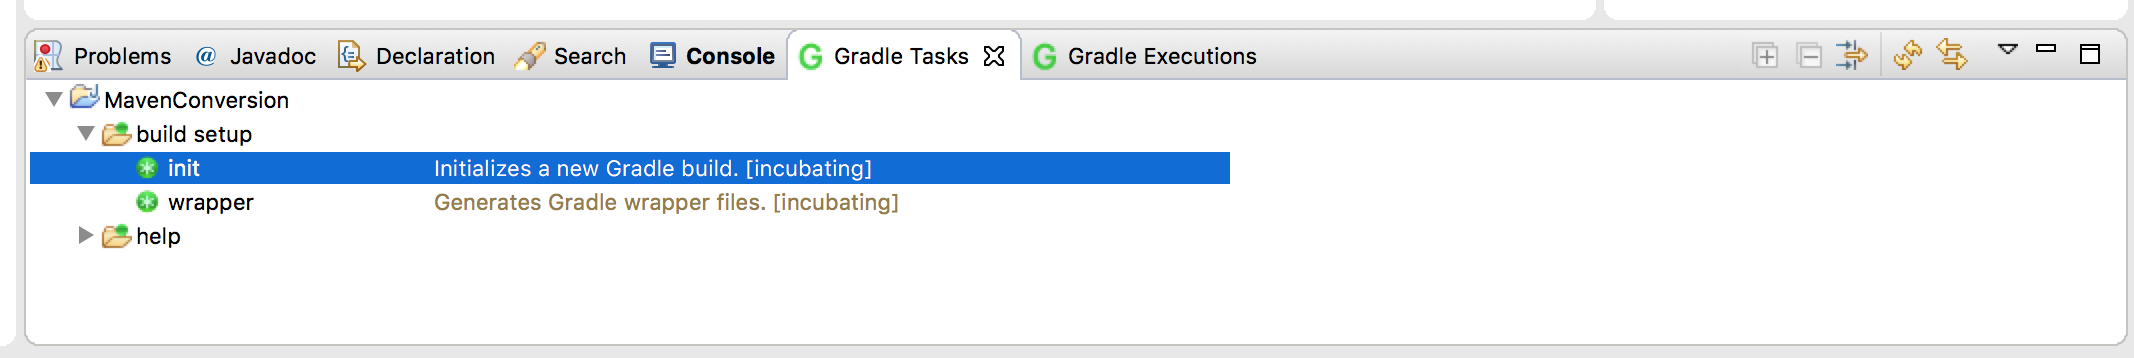 Problems @ Javadoc Declaration Search Console G Gradle Tasks G Gradle Executions
MavenConversion
build setup
init Initializes a new Gradle build. [incubating]
wrapper Generates Gradle wrapper files. [incubating]
help